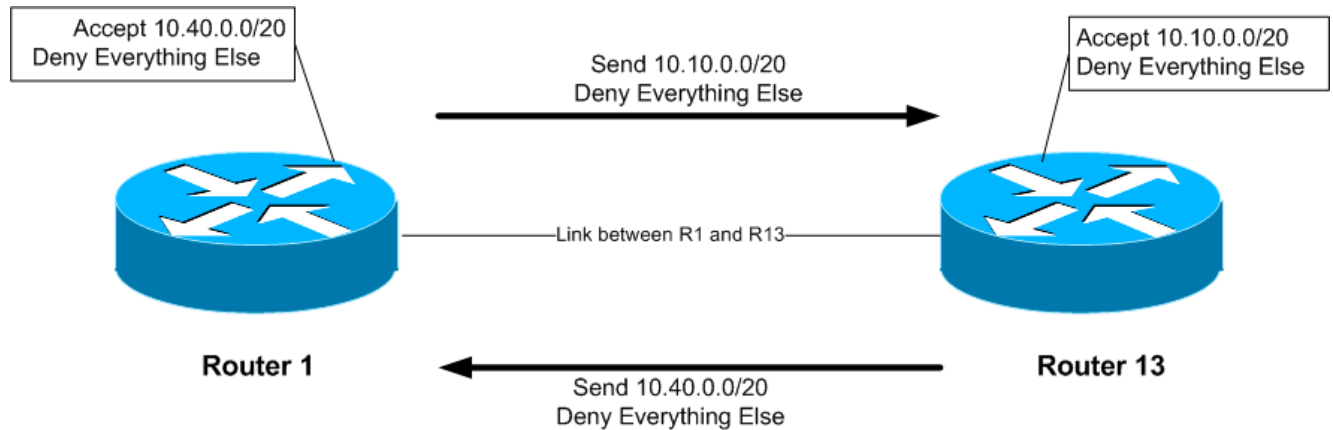 Accept 10.40.0.0/20
Deny Everything Else
Send 10.10.0.0/20
Deny Everything Else
Accept 10.10.0.0/20
Deny Everything Else
Link between R1 and R13
Router 1
Router 13
Send 10.40.0.0/20
Deny Everything Else